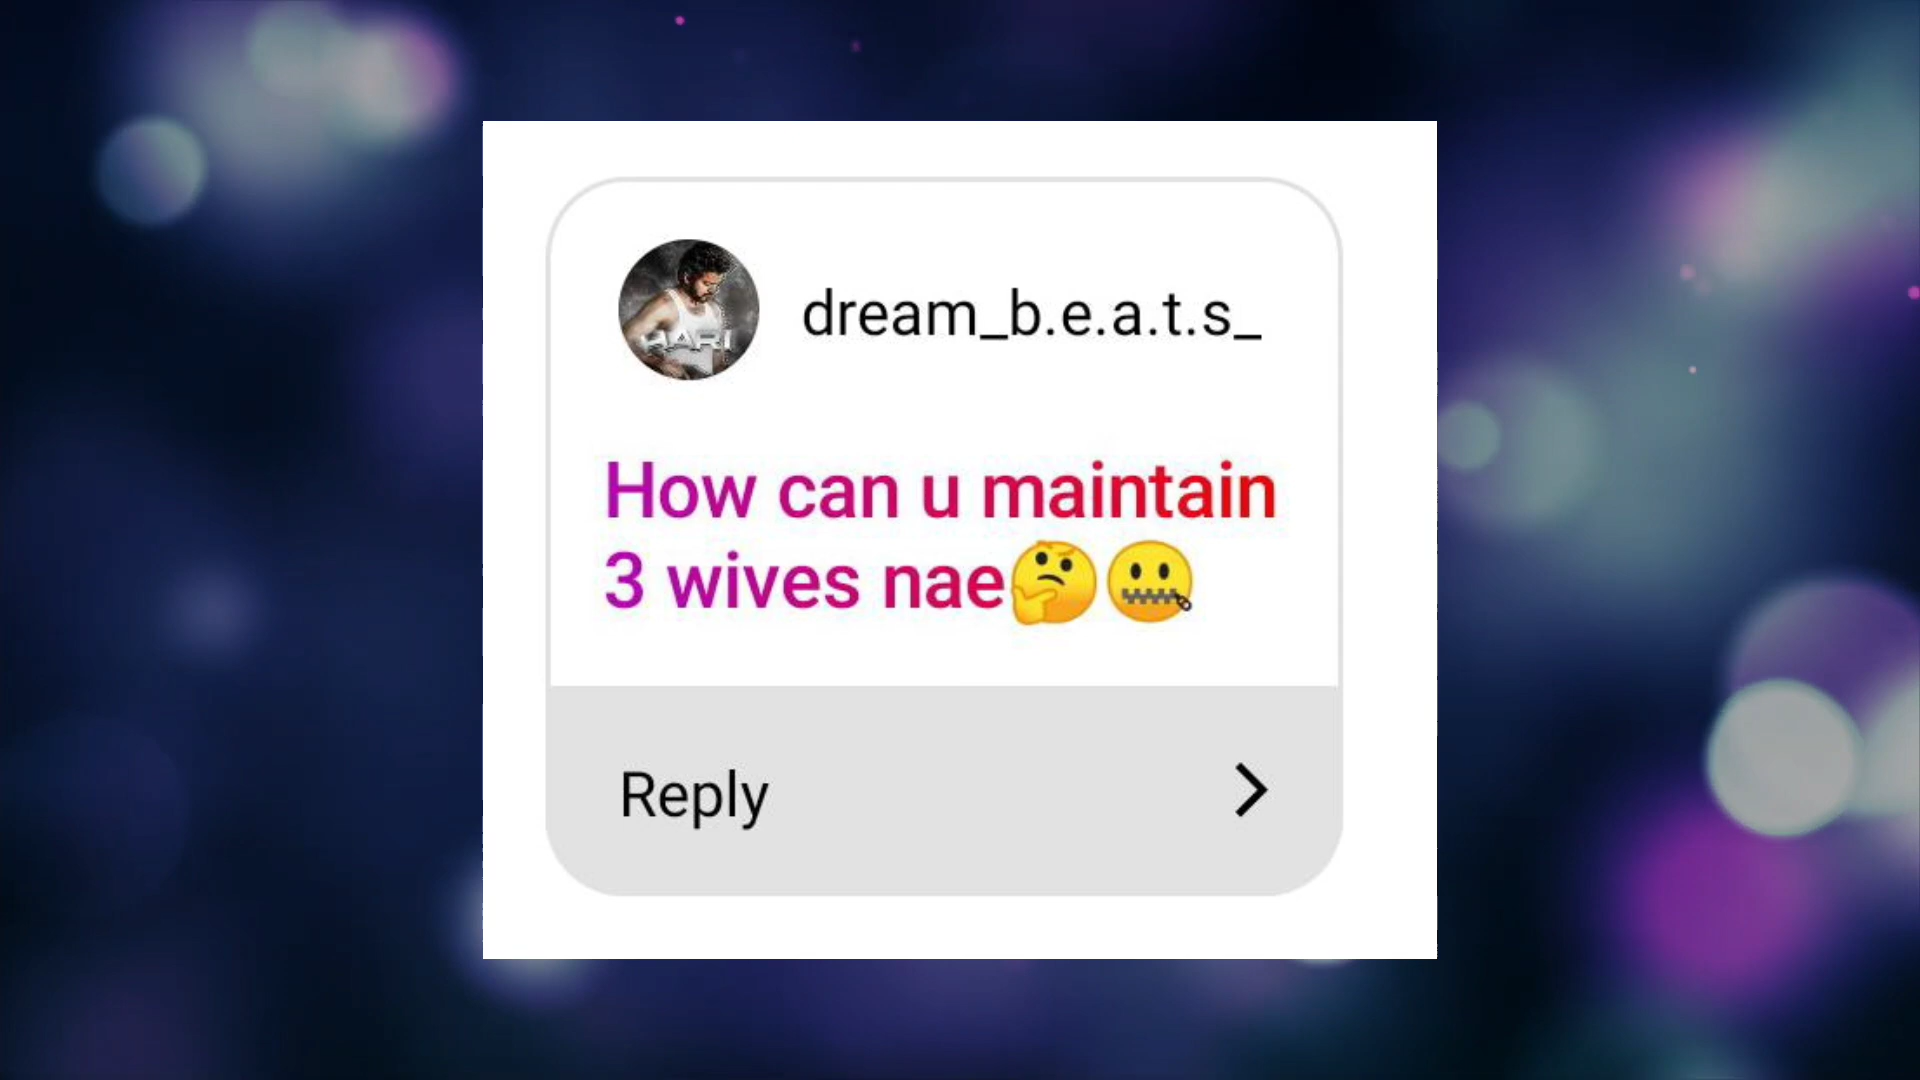 dream_b.e.a.t.s_
How can u maintain
3 wives nae🤔🤐
Reply